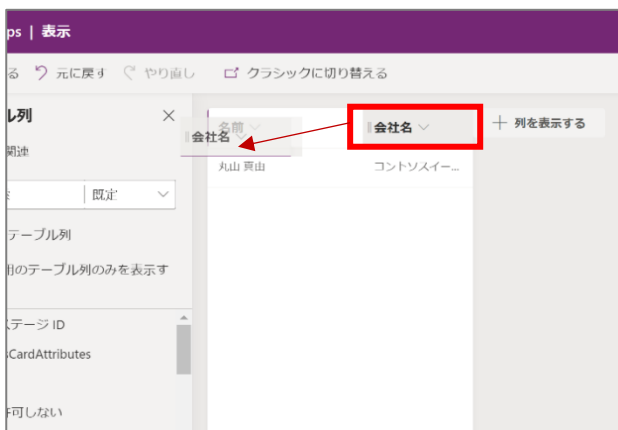 ps | 表示
る 元に戻す やり直し クラシックに切り替える
ル列
関連
既定
テーブル列
用のテーブル列のみを表示す
ステージ ID
sCardAttributes
許可しない
会社名
名前
会社名
列を表示する
丸山 真由
コントソスイー...